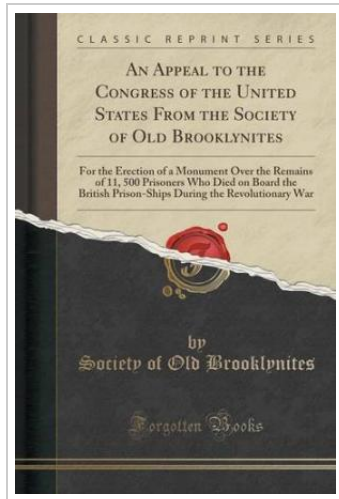 CLASSIC REPRINT SERIES
AN APPEAL TO THE
CONGRESS OF THE UNITED
STATES FROM THE SOCIETY
OF OLD BROOKLYNITES
For the Erection of a Monument Over the Remains
of 11, 500 Prisoners Who Died on Board the
British Prison-Ships During the Revolutionary War
by
Society of Old Brooklynites
Forgotten Books